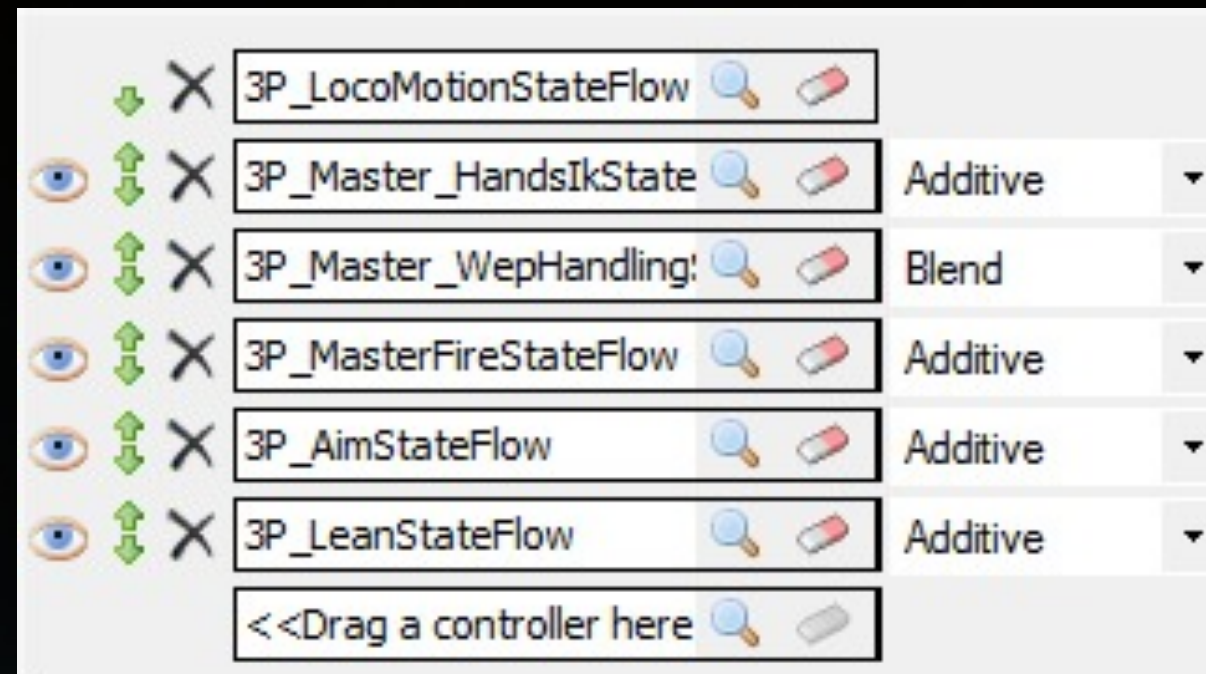 3P_LocoMotionStateFlow
3P_Master_HandsIkState Additive
3P_Master_WepHandling Blend
3P_MasterFireStateFlow Additive
3P_AimStateFlow Additive
3P_LeanStateFlow Additive
<<Drag a controller here